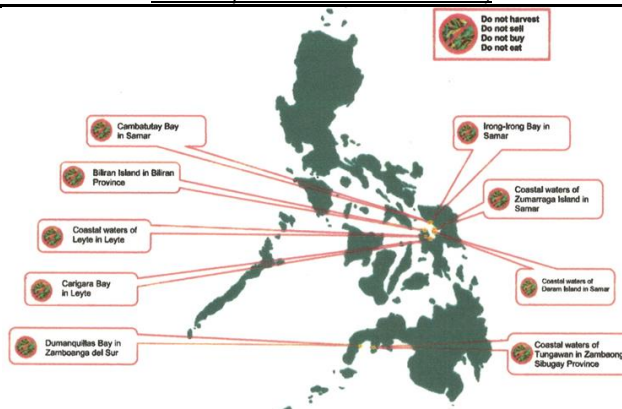 Do not harvest
Do not sell
Do not buy
Do not eat
Cambatutay Bay
in Samar
Irong-Irong Bay in
Samar
Biliran Island in Biliran
Province
Coastal waters of
Zumarraga Island in
Samar
Coastal waters of
Leyte in Leyte
Carigara Bay
in Leyte
Coastal waters of
Daram Island in Samar
Dumanquillas Bay in
Zamboanga del Sur
Coastal waters of
Tungawan in Zamboang
Sibugay Province